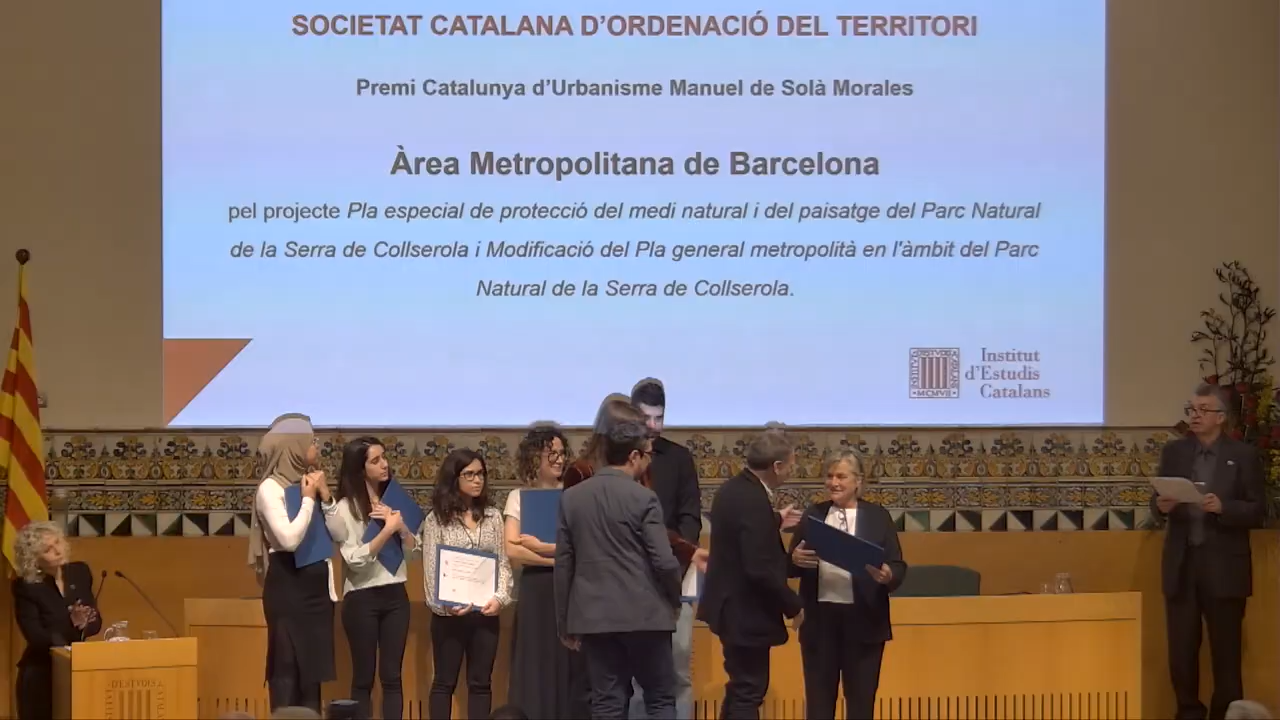 SOCIETAT CATALANA D'ORDENACIÓ DEL TERRITORI
Premi Catalunya d'Urbanisme Manuel de Solà Morales
Àrea Metropolitana de Barcelona
pel projecte Pla especial de protecció del medi natural i del paisatge del Parc Natural
de la Serra de Collserola i Modificació del Pla general metropolità en l'àmbit del Parc
Natural de la Serra de Collserola.
Institut
d'Estudis
Catalans
MCMVII